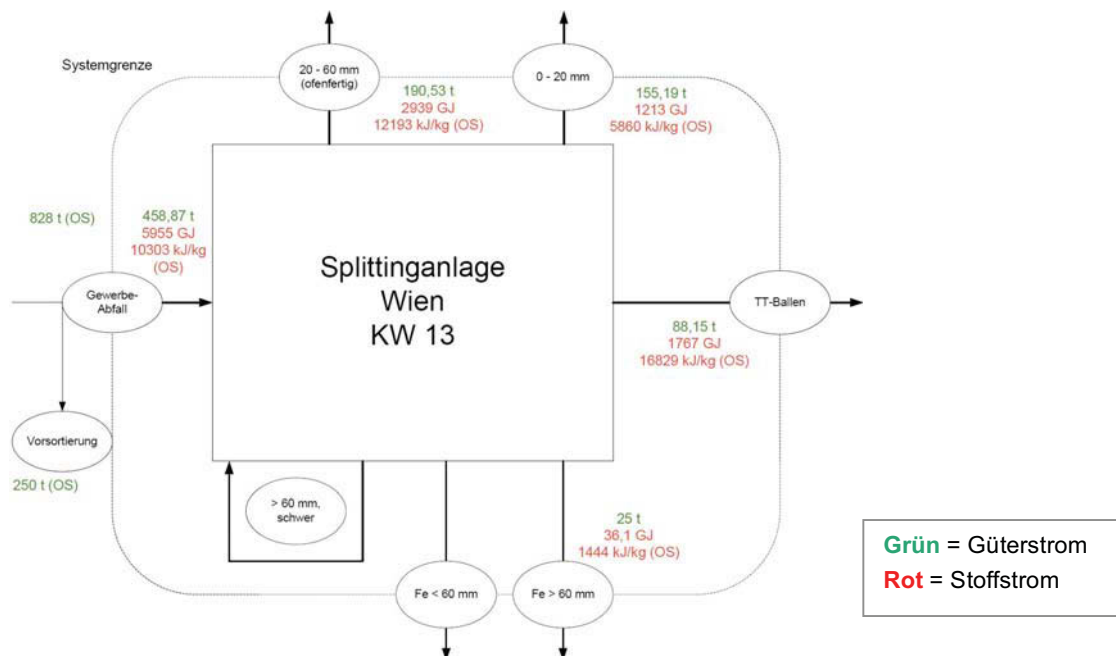 Systemgrenze
20 - 60 mm
(ofenfertig)
190,53 t
2939 GJ
12193 kJ/kg (OS)
0 - 20 mm
155,19 t
1213 GJ
5860 kJ/kg (OS)
828 t (OS)
458,87 t
5955 GJ
10303 kJ/kg
(OS)
Gewerbe-
Abfall
Splittinganlage
Wien
KW 13
TT-Ballen
88,15 t
1767 GJ
16829 kJ/kg (OS)
Vorsortierung
250 t (OS)
> 60 mm,
schwer
25 t
36,1 GJ
1444 kJ/kg (OS)
Fe < 60 mm
Fe > 60 mm
Grün = Güterstrom
Rot = Stoffstrom